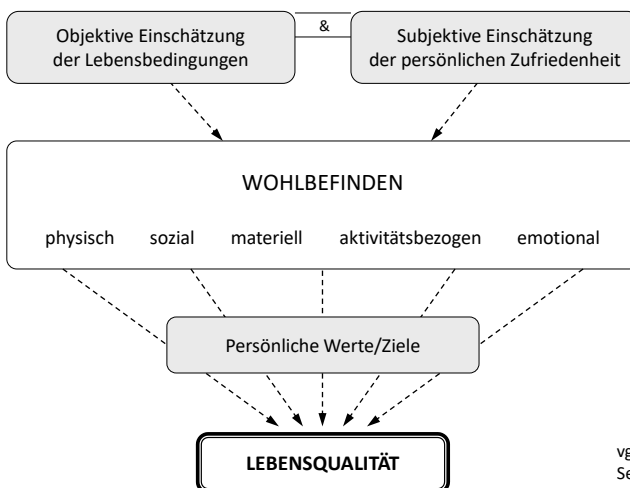 Objektive Einschätzung
der Lebensbedingungen
&
Subjektive Einschätzung
der persönlichen Zufriedenheit
WOHLBEFINDEN
physisch sozial materiell aktivitätsbezogen emotional
Persönliche Werte/Ziele
LEBENSQUALITÄT